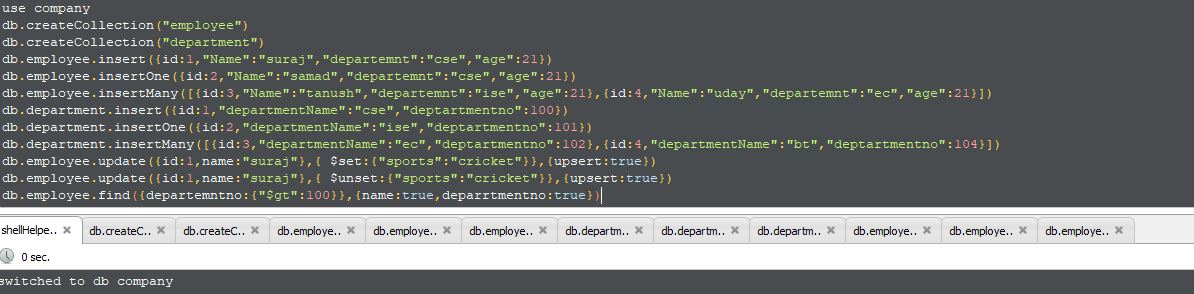 use company
db.createCollection("employee")
db.createCollection("department")
db.employee.insert({id:1,"Name":"suraj","departemnt":"cse","age":21})
db.employee.insertOne({id:2,"Name":"samad","departemnt":"cse","age":21})
db.employee.insertMany([{id:3,"Name":"tanush","departemnt":"ise","age":21},{id:4,"Name":"uday","departemnt":"ec","age":21}])
db.department.insert({id:1,"departmentName":"cse","deptartmentno":100})
db.department.insertOne({id:2,"departmentName":"ise","deptartmentno":101})
db.department.insertMany([{id:3,"departmentName":"ec","deptartmentno":102},{id:4,"departmentName":"bt","deptartmentno":104}])
db.employee.update({id:1,name:"suraj"},{ $set:{"sports":"cricket"}},{upsert:true})
db.employee.update({id:1,name:"suraj"},{ $unset:{"sports":"cricket"}},{upsert:true})
db.employee.find({departemntno:{"$gt":100}},{name:true,deparrtmentno:true})
shellHelpe.. db.createC.. db.createC.. db.employe.. db.employe.. db.employe.. db.departm.. db.departm.. db.departm.. db.employe.. db.employe.. db.employe..
0 sec.
switched to db company